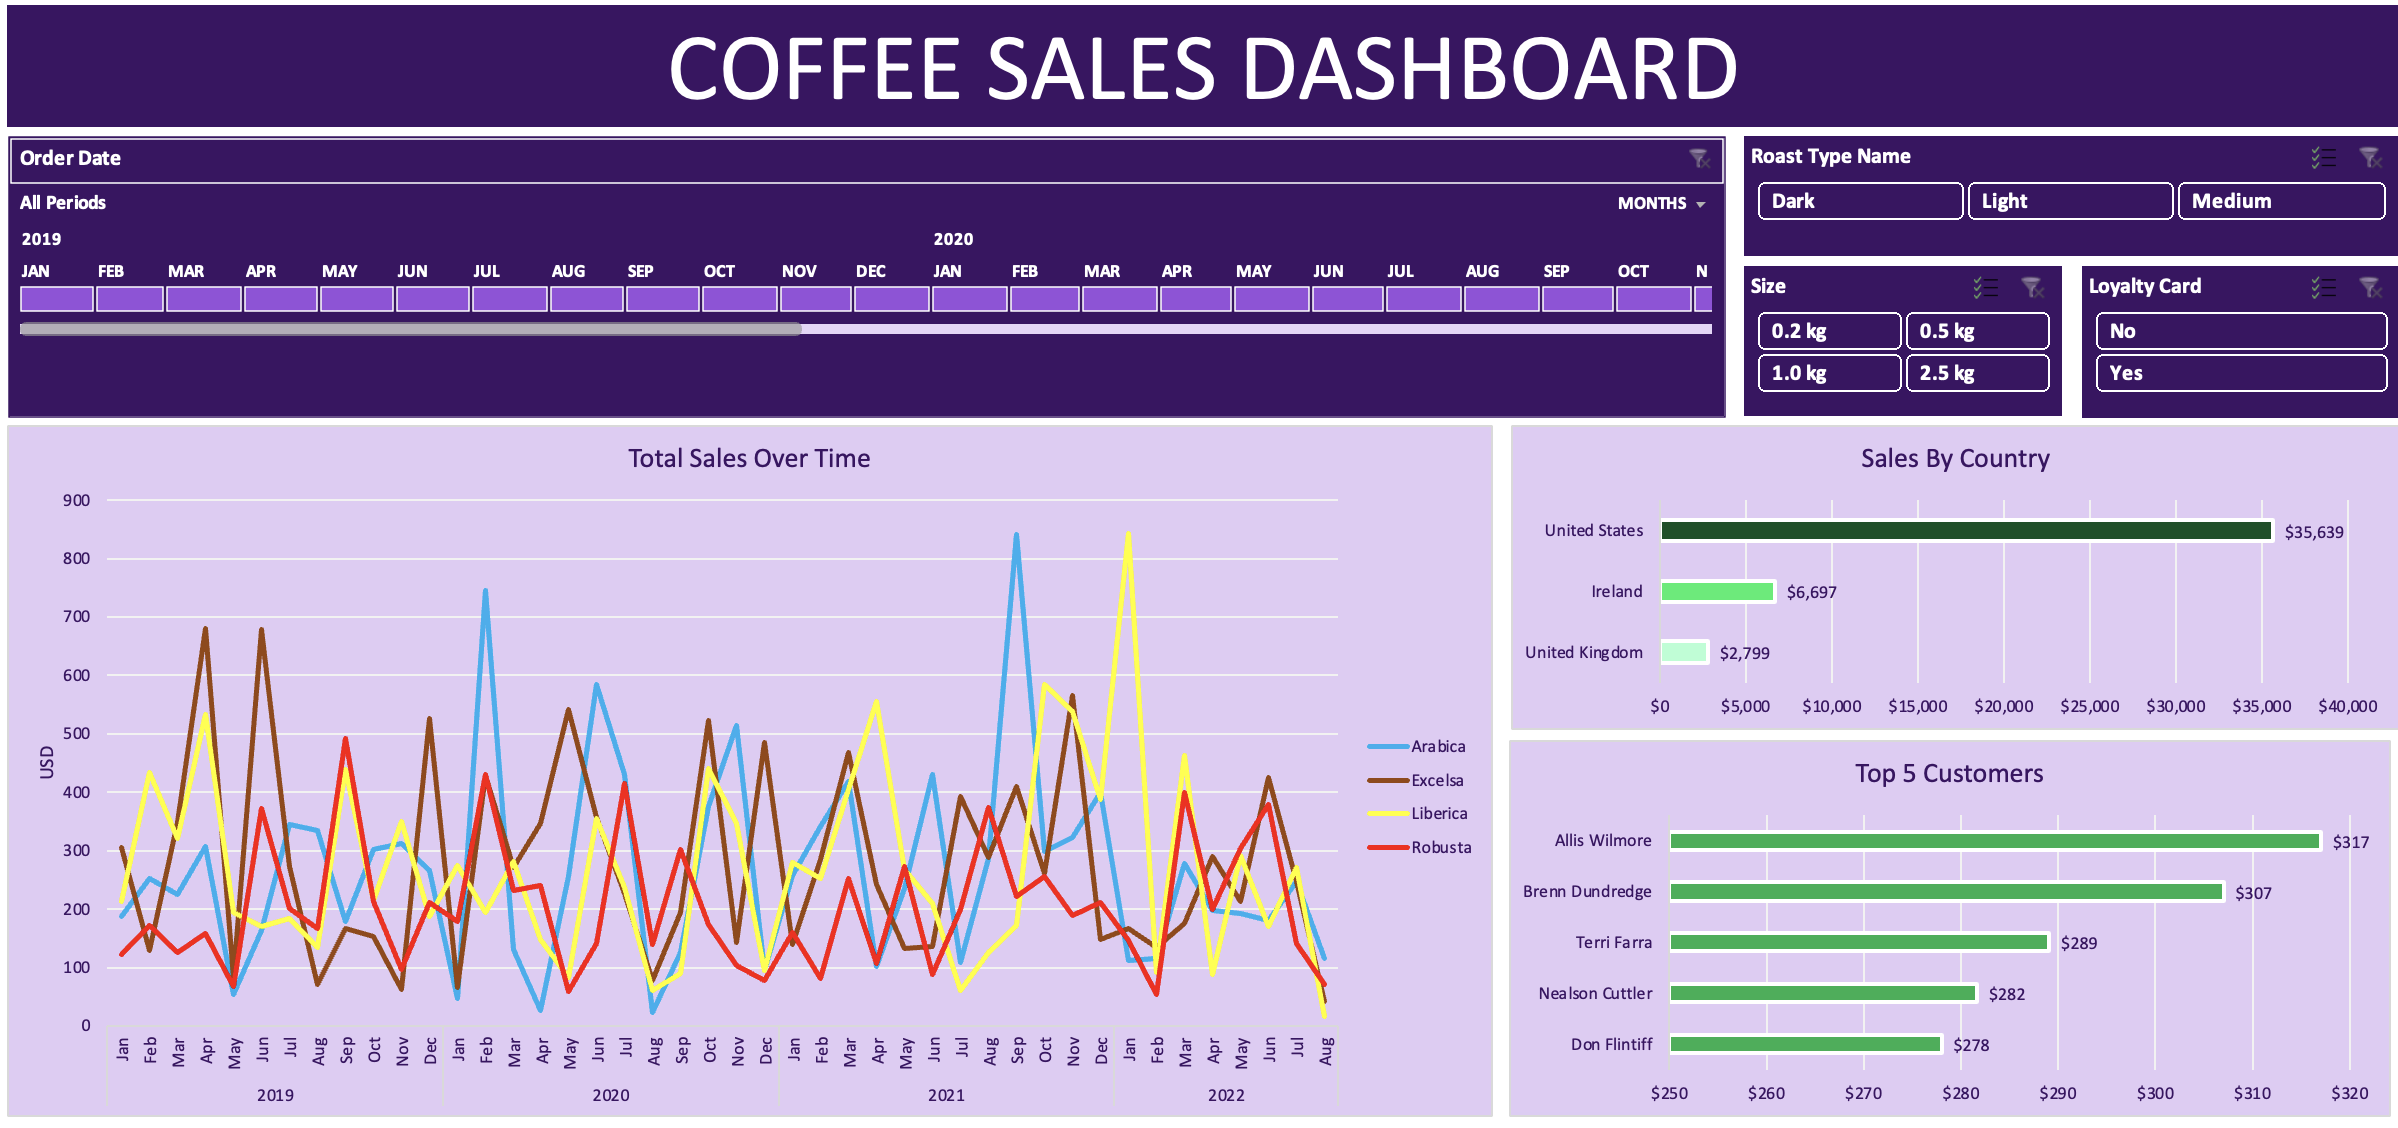 COFFEE SALES DASHBOARD
Order Date
All Periods
MONTHS
2019 2020
JAN FEB MAR APR MAY JUN JUL AUG SEP OCT NOV DEC JAN FEB MAR APR MAY JUN JUL AUG SEP OCT N
Roast Type Name
Dark Light Medium
Size
0.2 kg 0.5 kg
1.0 kg 2.5 kg
Loyalty Card
No
Yes
Total Sales Over Time
900
800
700
600
500
400
300
200
100
0
USD
Jan Feb Mar Apr May Jun Jul Aug Sep Oct Nov Dec Jan Feb Mar Apr May Jun Jul Aug Sep Oct Nov Dec Jan Feb Mar Apr May Jun Jul Aug Sep Oct Nov Dec Jan Feb Mar Apr May Jun Jul Aug
2019 2020 2021 2022
Arabica
Excelsa
Liberica
Robusta
Sales By Country
United States $35,639
Ireland $6,697
United Kingdom $2,799
$0 $5,000 $10,000 $15,000 $20,000 $25,000 $30,000 $35,000 $40,000
Top 5 Customers
Allis Wilmore $317
Brenn Dundredge $307
Terri Farra $289
Nealson Cuttler $282
Don Flintiff $278
$250 $260 $270 $280 $290 $300 $310 $320